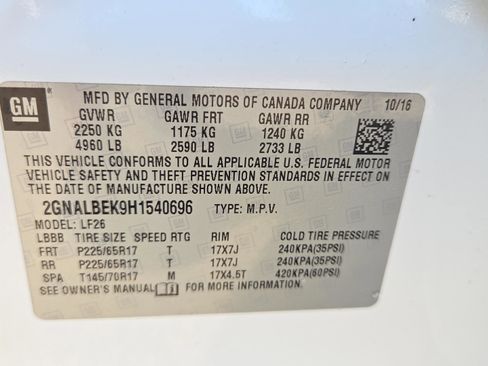 GM
MFD BY GENERAL MOTORS OF CANADA COMPANY 10/16
GVWR GAWR FRT GAWR RR
2250 KG 1175 KG 1240 KG
4960 LB 2590 LB 2733 LB
THIS VEHICLE CONFORMS TO ALL APPLICABLE U.S. FEDERAL MOTOR
VEHICLE SAFETY AND THEFT PREVENTION STANDARDS IN EFFECT ON
THE DATE OF MANUFACTURE SHOWN ABOVE.
2GNALBEK9H1540696 TYPE: M.P.V.
MODEL: LF26
LBBB TIRE SIZE SPEED RTG RIM COLD TIRE PRESSURE
FRT P225/65R17 T 17X7J 240KPA(35PSI)
RR P225/65R17 T 17X7J 240KPA(35PSI)
SPA T145/70R17 M 17X4.5T 420KPA(60PSI)
SEE OWNER'S MANUAL FOR MORE INFORMATION